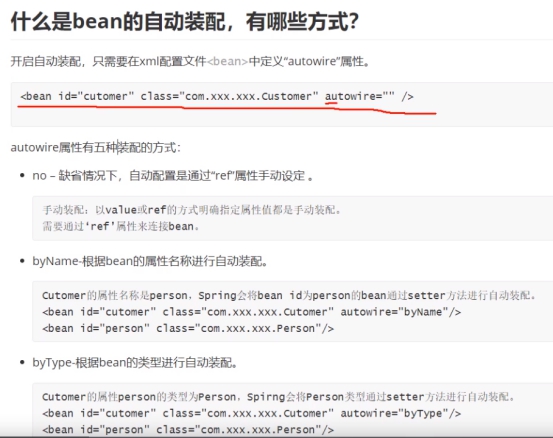 什么是bean的自动装配，有哪些方式？
开启自动装配，只需要在xml配置文件<bean>中定义“autowire”属性。
<bean id="cutomer" class="com.xxx.xxx.Customer" autowire="" />
autowire属性有五种装配的方式：
no – 缺省情况下，自动配置是通过“ref”属性手动设定 。
手动装配：以value或ref的方式明确指定属性值都是手动装配。
需要通过‘ref’属性来连接bean。
byName-根据bean的属性名称进行自动装配。
Cutomer的属性名称是person，Spring会将bean id为person的bean通过setter方法进行自动装配。
<bean id="cutomer" class="com.xxx.xxx.Cutomer" autowire="byName"/>
<bean id="person" class="com.xxx.xxx.Person"/>
byType-根据bean的类型进行自动装配。
Cutomer的属性person的类型为Person，Spirng会将Person类型通过setter方法进行自动装配。
<bean id="cutomer" class="com.xxx.xxx.Cutomer" autowire="byType"/>
<bean id="person" class="com.xxx.xxx.Person"/>